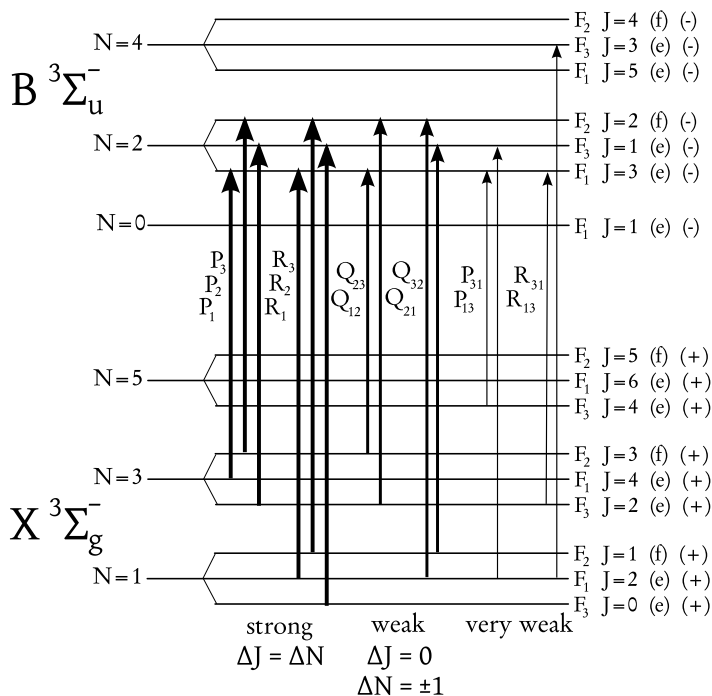 F₂ J=4 (f) (-)
N=4 F₃ J=3 (e) (-)
F₁ J=5 (e) (-)
B ³Σᵤ⁻
F₂ J=2 (f) (-)
N=2 F₃ J=1 (e) (-)
F₁ J=3 (e) (-)
N=0 F₁ J=1 (e) (-)
P₃ R₃ Q₂₃ Q₃₂ P₃₁ R₃₁
P₂ R₂ Q₁₂ Q₂₁ P₁₃ R₁₃
P₁ R₁
F₂ J=5 (f) (+)
N=5 F₁ J=6 (e) (+)
F₃ J=4 (e) (+)
F₂ J=3 (f) (+)
N=3 F₁ J=4 (e) (+)
F₃ J=2 (e) (+)
X ³Σg⁻
F₂ J=1 (f) (+)
N=1 F₁ J=2 (e) (+)
F₃ J=0 (e) (+)
strong weak very weak
ΔJ = ΔN ΔJ = 0
ΔN = ±1